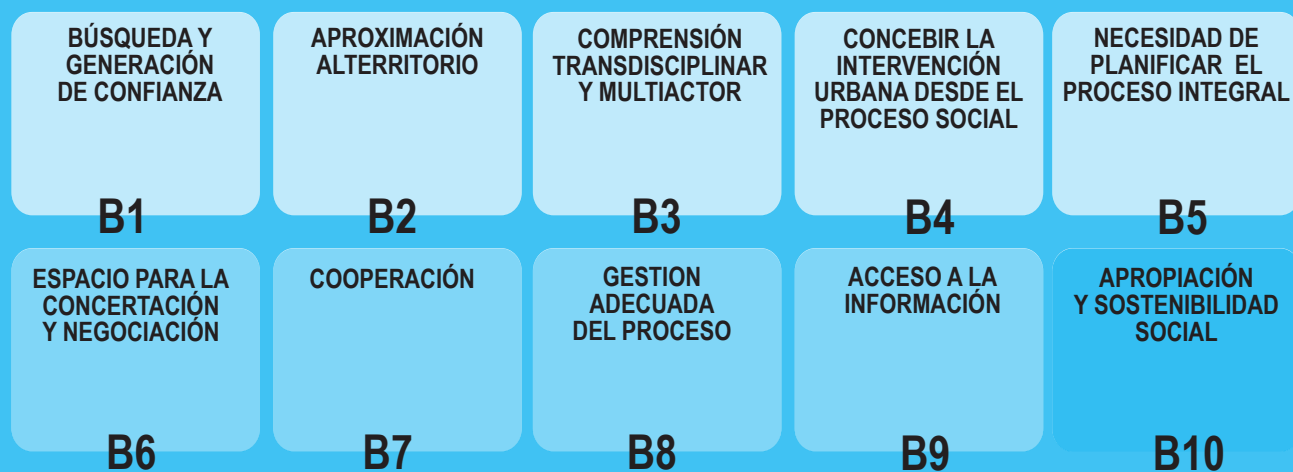 BÚSQUEDA Y
GENERACIÓN
DE CONFIANZA
B1
APROXIMACIÓN
ALTERRITORIO
B2
COMPRENSIÓN
TRANSDISCIPLINAR
Y MULTIACTOR
B3
CONCEBIR LA
INTERVENCIÓN
URBANA DESDE EL
PROCESO SOCIAL
B4
NECESIDAD DE
PLANIFICAR EL
PROCESO INTEGRAL
B5
ESPACIO PARA LA
CONCERTACIÓN
Y NEGOCIACIÓN
B6
COOPERACIÓN
B7
GESTION
ADECUADA
DEL PROCESO
B8
ACCESO A LA
INFORMACIÓN
B9
APROPIACIÓN
Y SOSTENIBILIDAD
SOCIAL
B10